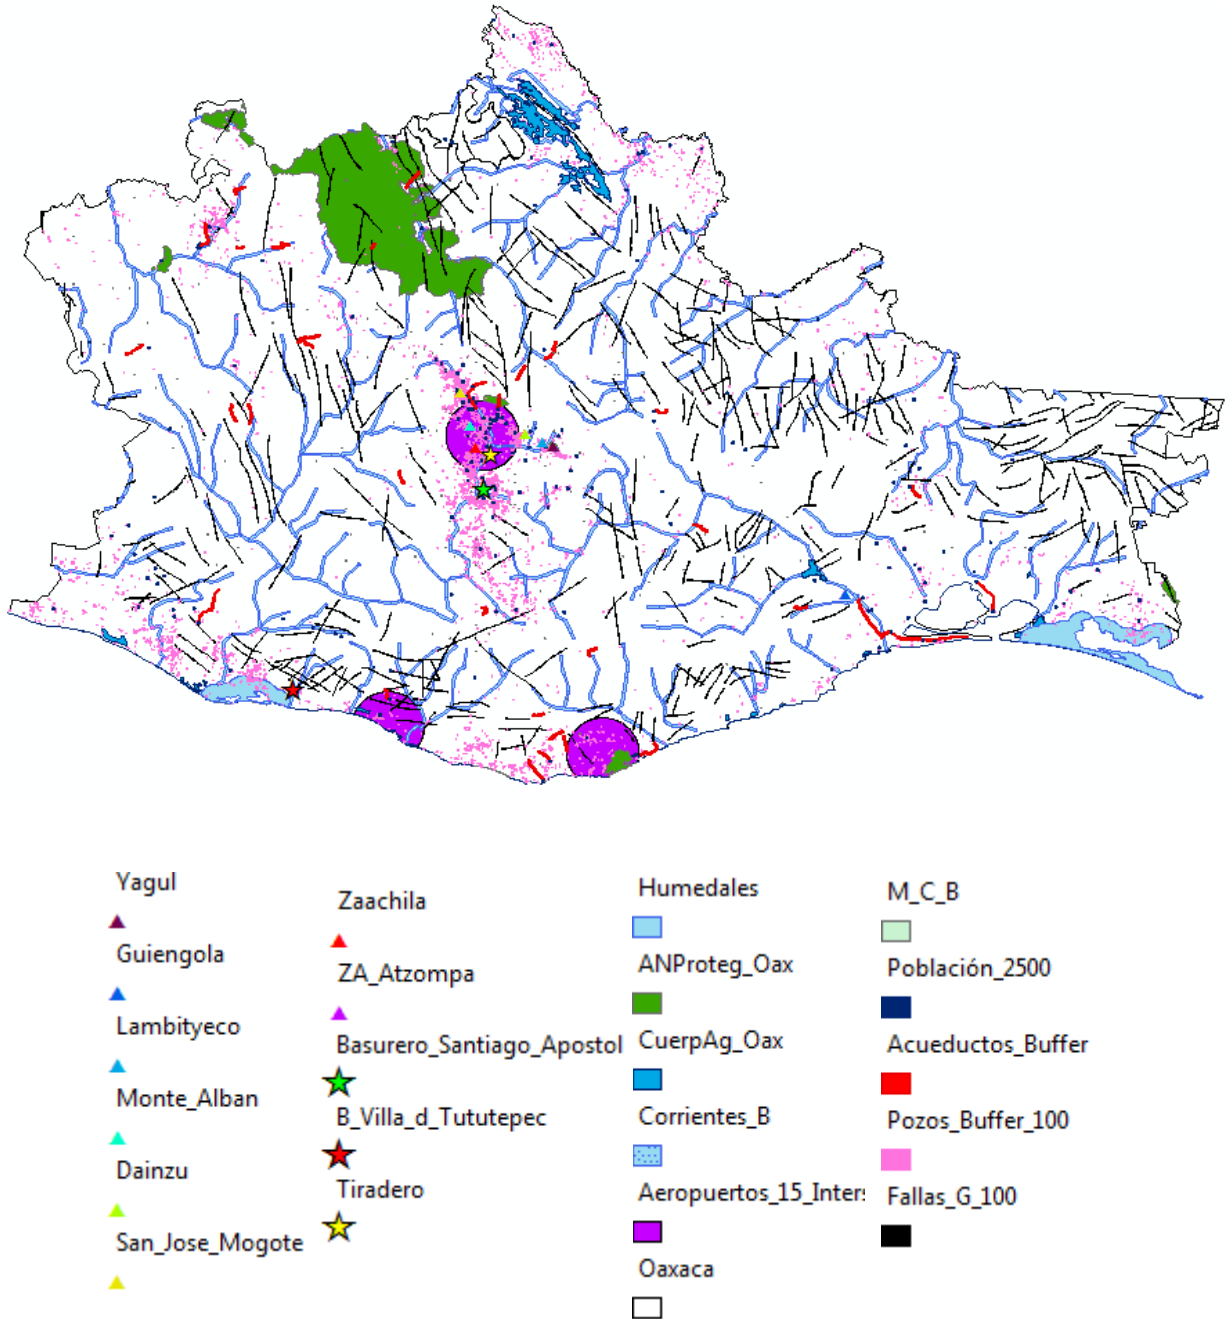 Yagul
Guiengola
Lambityeco
Monte_Alban
Dainzu
San_Jose_Mogote
Zaachila
ZA_Atzompa
Basurero_Santiago_Apostol
B_Villa_d_Tututepec
Tiradero
Humedales
ANProteg_Oax
CuerpAg_Oax
Corrientes_B
Aeropuertos_15_Inters
Oaxaca
M_C_B
Población_2500
Acueductos_Buffer
Pozos_Buffer_100
Fallas_G_100